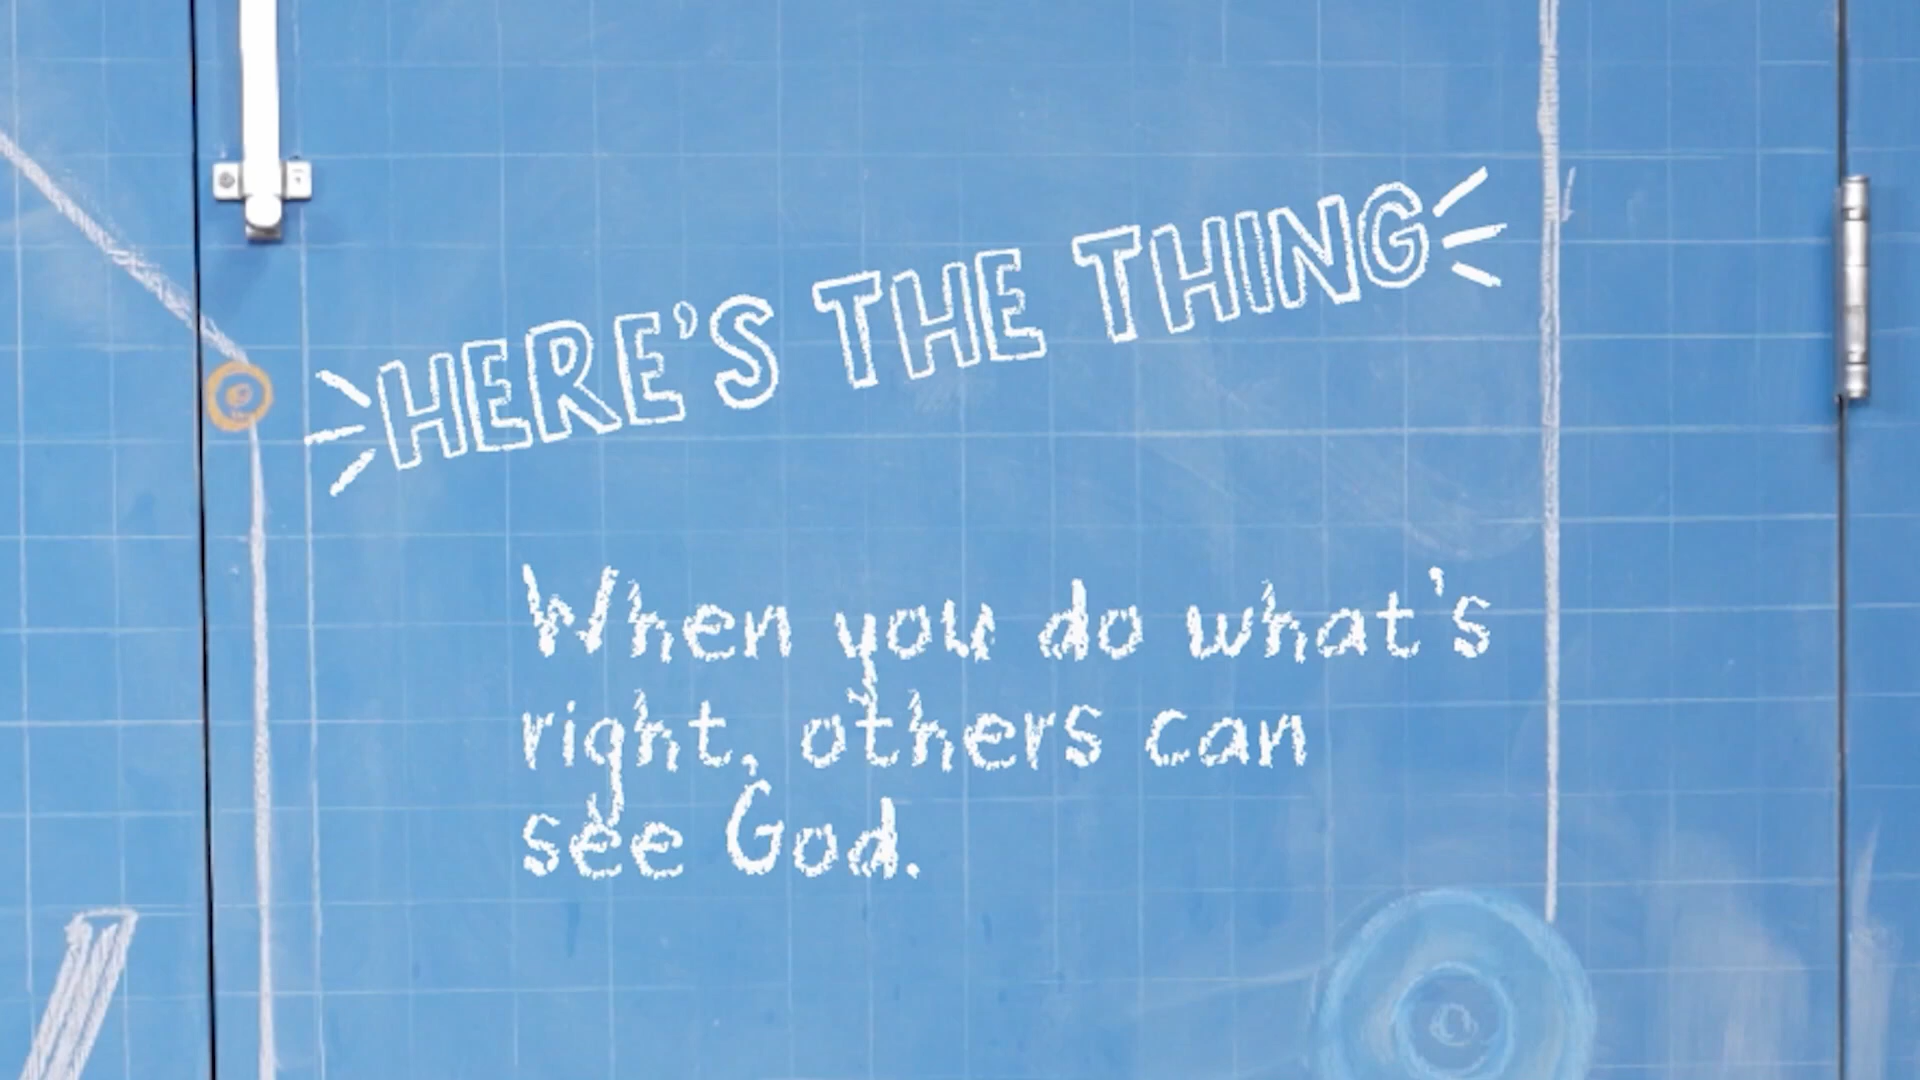 HERE'S THE THING
When you do what's
right, others can
see God.